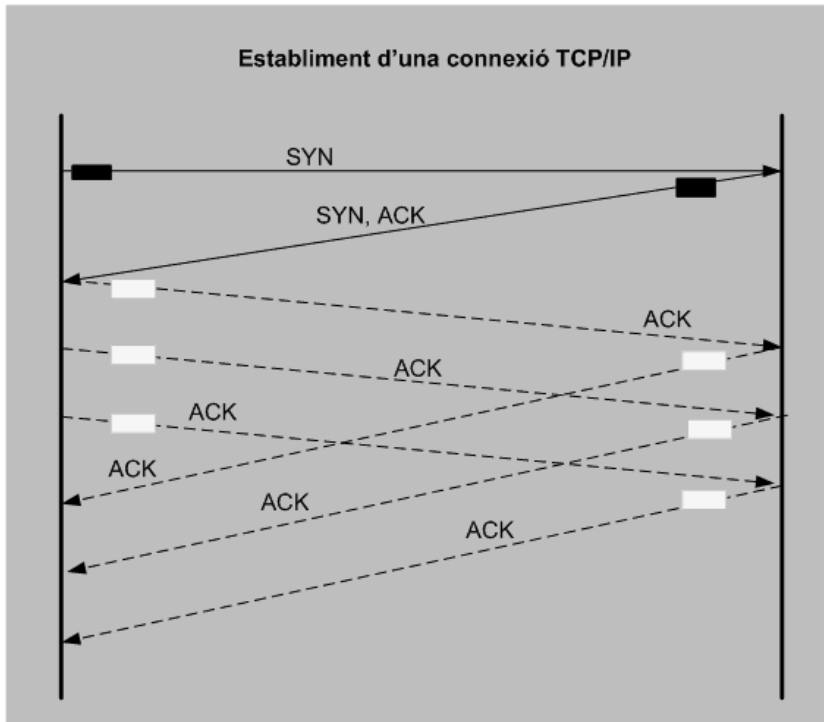 Establiment d'una connexió TCP/IP
SYN
SYN, ACK
ACK
ACK
ACK
ACK
ACK
ACK